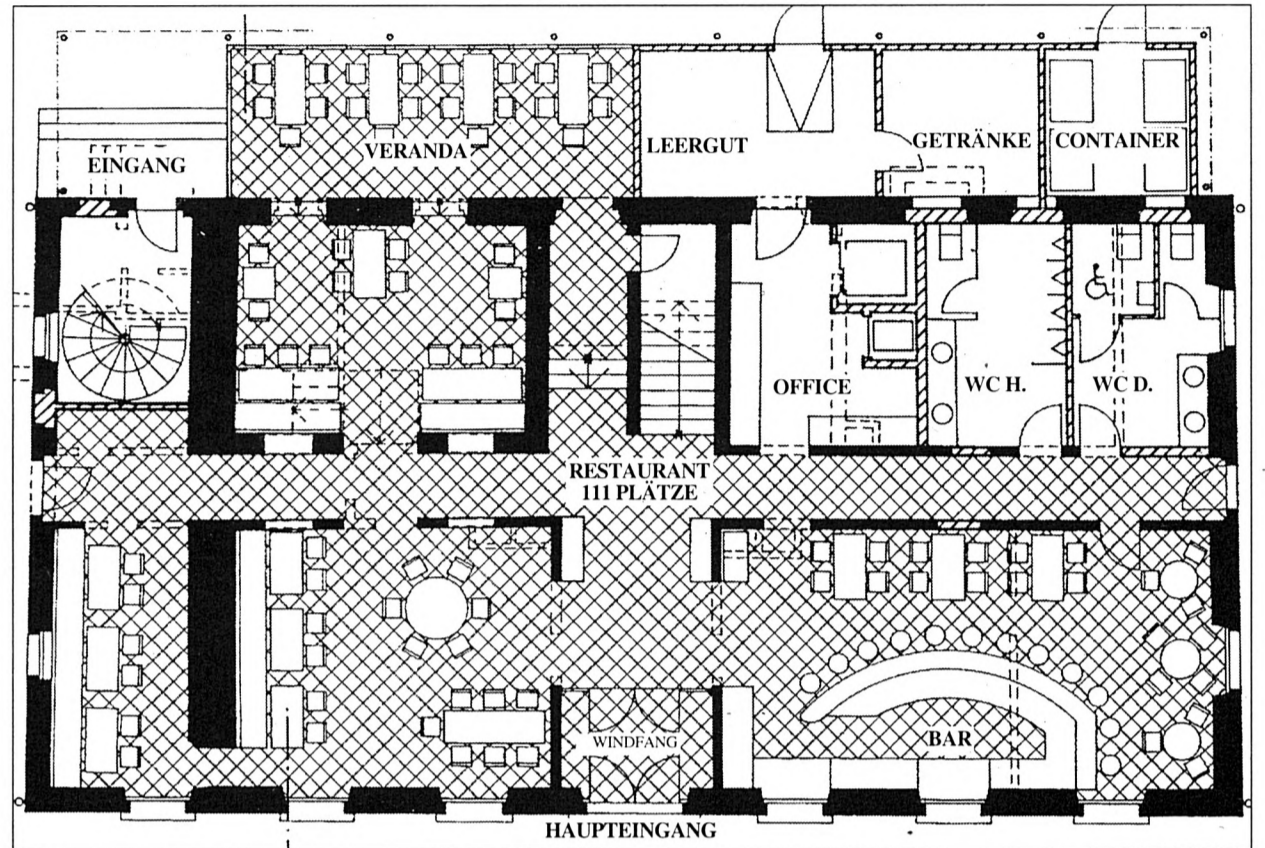 EINGANG
VERANDA
LEERGUT
GETRÄNKE
CONTAINER
OFFICE
WC H.
WC D.
RESTAURANT
111 PLÄTZE
WINDFANG
BAR
HAUPTEINGANG